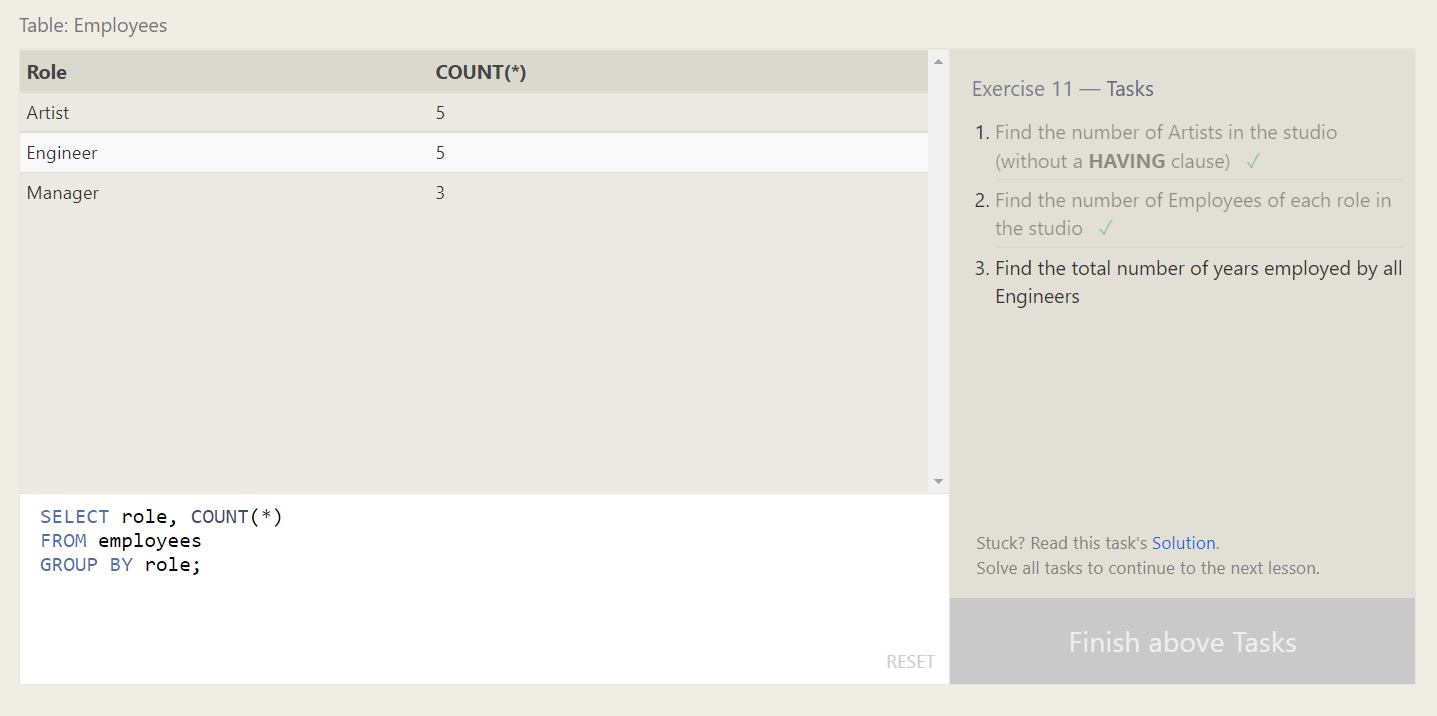 Table: Employees
Role COUNT(*)
Artist 5
Engineer 5
Manager 3
SELECT role, COUNT(*)
FROM employees
GROUP BY role;
RESET
Exercise 11 — Tasks
1. Find the number of Artists in the studio
(without a HAVING clause) ✓
2. Find the number of Employees of each role in
the studio ✓
3. Find the total number of years employed by all
Engineers
Stuck? Read this task's Solution.
Solve all tasks to continue to the next lesson.
Finish above Tasks